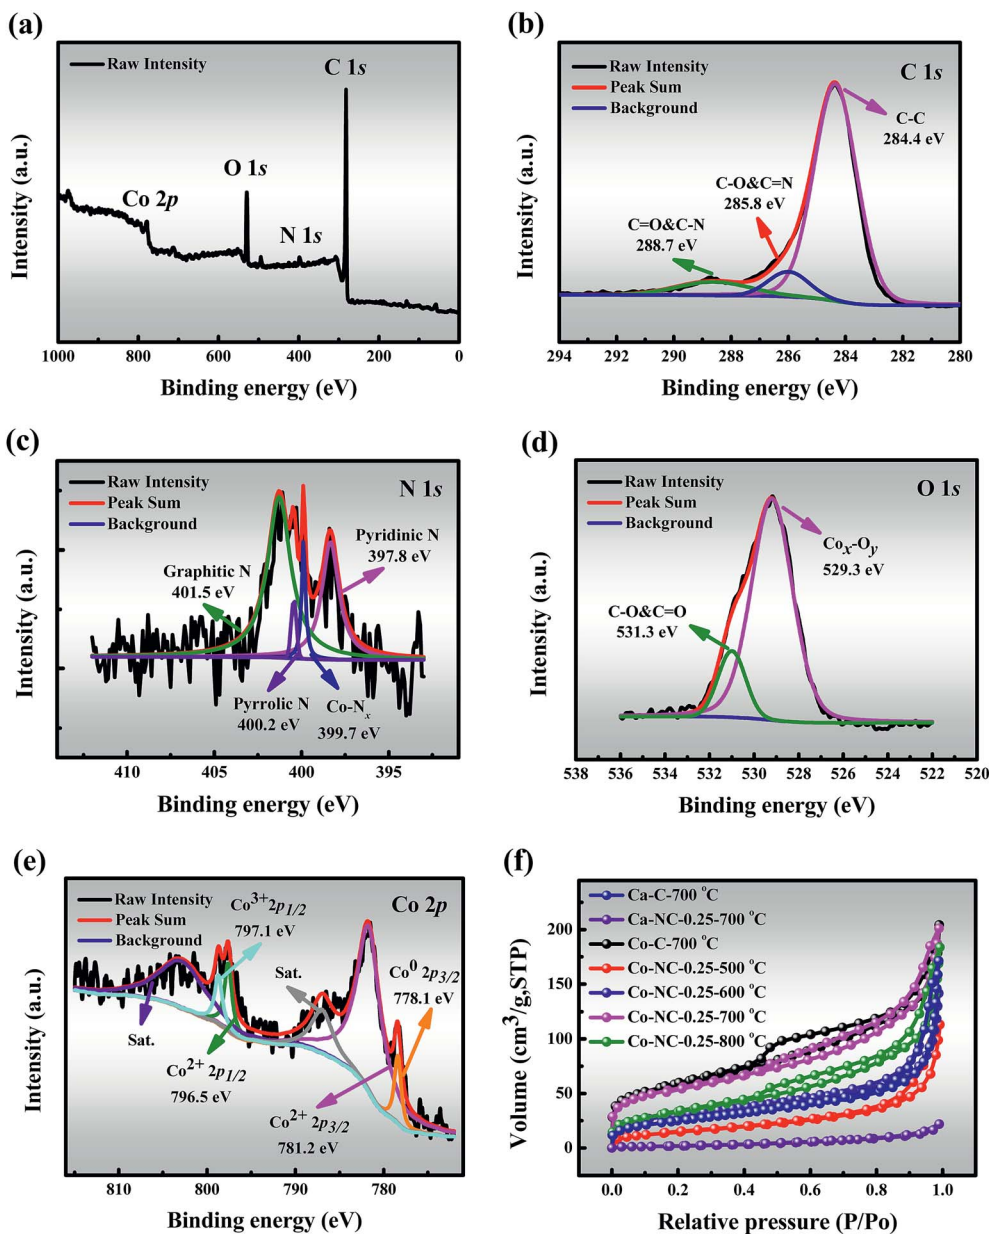 (a)
Raw Intensity
C 1s
O 1s
Co 2p
N 1s
Intensity (a.u.)
1000 800 600 400 200 0
Binding energy (eV)
(b)
Raw Intensity
Peak Sum
Background
C 1s
C-C
284.4 eV
C-O&C=N
285.8 eV
C=O&C-N
288.7 eV
Intensity (a.u.)
294 292 290 288 286 284 282 280
Binding energy (eV)
(c)
Raw Intensity
Peak Sum
Background
N 1s
Pyridinic N
397.8 eV
Graphitic N
401.5 eV
Pyrrolic N
400.2 eV
Co-Nₓ
399.7 eV
Intensity (a.u.)
410 405 400 395
Binding energy (eV)
(d)
Raw Intensity
Peak Sum
Background
O 1s
Coₓ-Oy
529.3 eV
C-O&C=O
531.3 eV
Intensity (a.u.)
538 536 534 532 530 528 526 524 522 520
Binding energy (eV)
(e)
Raw Intensity
Peak Sum
Background
Co 2p
Co³⁺ 2p1/2
797.1 eV
Sat.
Co⁰ 2p3/2
778.1 eV
Sat.
Co²⁺ 2p1/2
796.5 eV
Co²⁺ 2p3/2
781.2 eV
Intensity (a.u.)
810 800 790 780
Binding energy (eV)
(f)
Ca-C-700 °C
Ca-NC-0.25-700 °C
Co-C-700 °C
Co-NC-0.25-500 °C
Co-NC-0.25-600 °C
Co-NC-0.25-700 °C
Co-NC-0.25-800 °C
Volume (cm³/g,STP)
200
150
100
50
0
0.0 0.2 0.4 0.6 0.8 1.0
Relative pressure (P/Po)